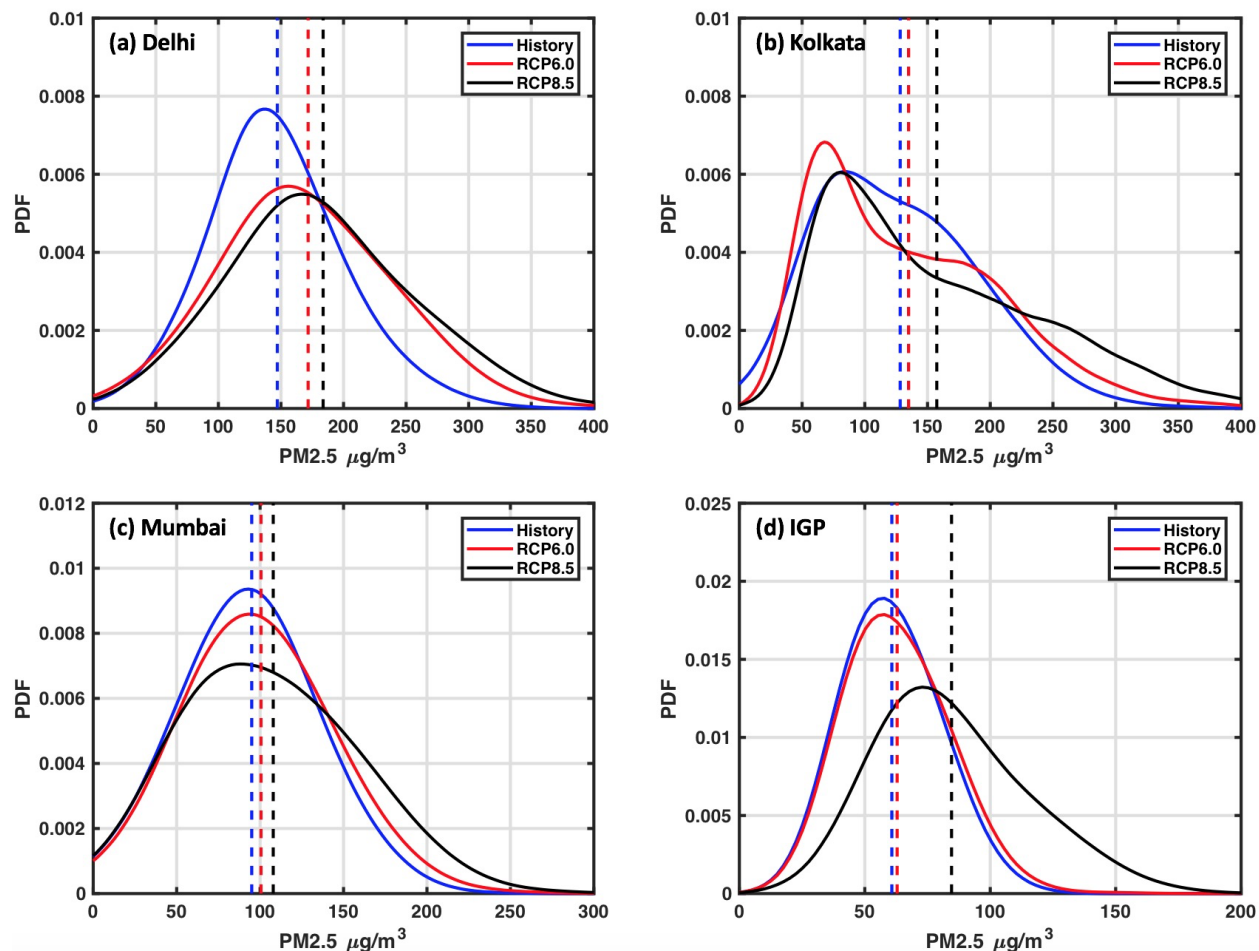 (a) Delhi
History
RCP6.0
RCP8.5
0.01
0.008
0.006
0.004
0.002
0
PDF
0 50 100 150 200 250 300 350 400
PM2.5 μg/m³
(b) Kolkata
History
RCP6.0
RCP8.5
0.01
0.008
0.006
0.004
0.002
0
PDF
0 50 100 150 200 250 300 350 400
PM2.5 μg/m³
(c) Mumbai
History
RCP6.0
RCP8.5
0.012
0.01
0.008
0.006
0.004
0.002
0
PDF
0 50 100 150 200 250 300
PM2.5 μg/m³
(d) IGP
History
RCP6.0
RCP8.5
0.025
0.02
0.015
0.01
0.005
0
PDF
0 50 100 150 200
PM2.5 μg/m³